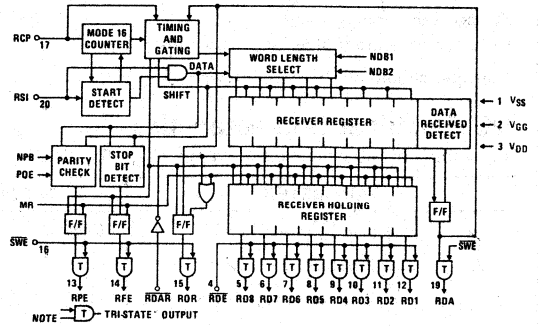 RCP 17
MODE 16 COUNTER
TIMING AND GATING
RSI 20
START DETECT
DATA
SHIFT
WORD LENGTH SELECT
NDB1
NDB2
RECEIVER REGISTER
DATA RECEIVED DETECT
1 VSS
2 VGG
3 VDD
NPB
POE
PARITY CHECK
STOP BIT DETECT
MR
F/F
F/F
F/F
F/F
RECEIVER HOLDING REGISTER
SWE
16
SWE
T
T
T
T
T
T
T
T
T
T
T
T
13
14
15
4
5
6
7
8
9
10
11
12
19
RPE
RFE
RDAR
ROR
RDE
RD8
RD7
RD6
RD5
RD4
RD3
RD2
RD1
RDA
NOTE
T
TRI-STATE' OUTPUT